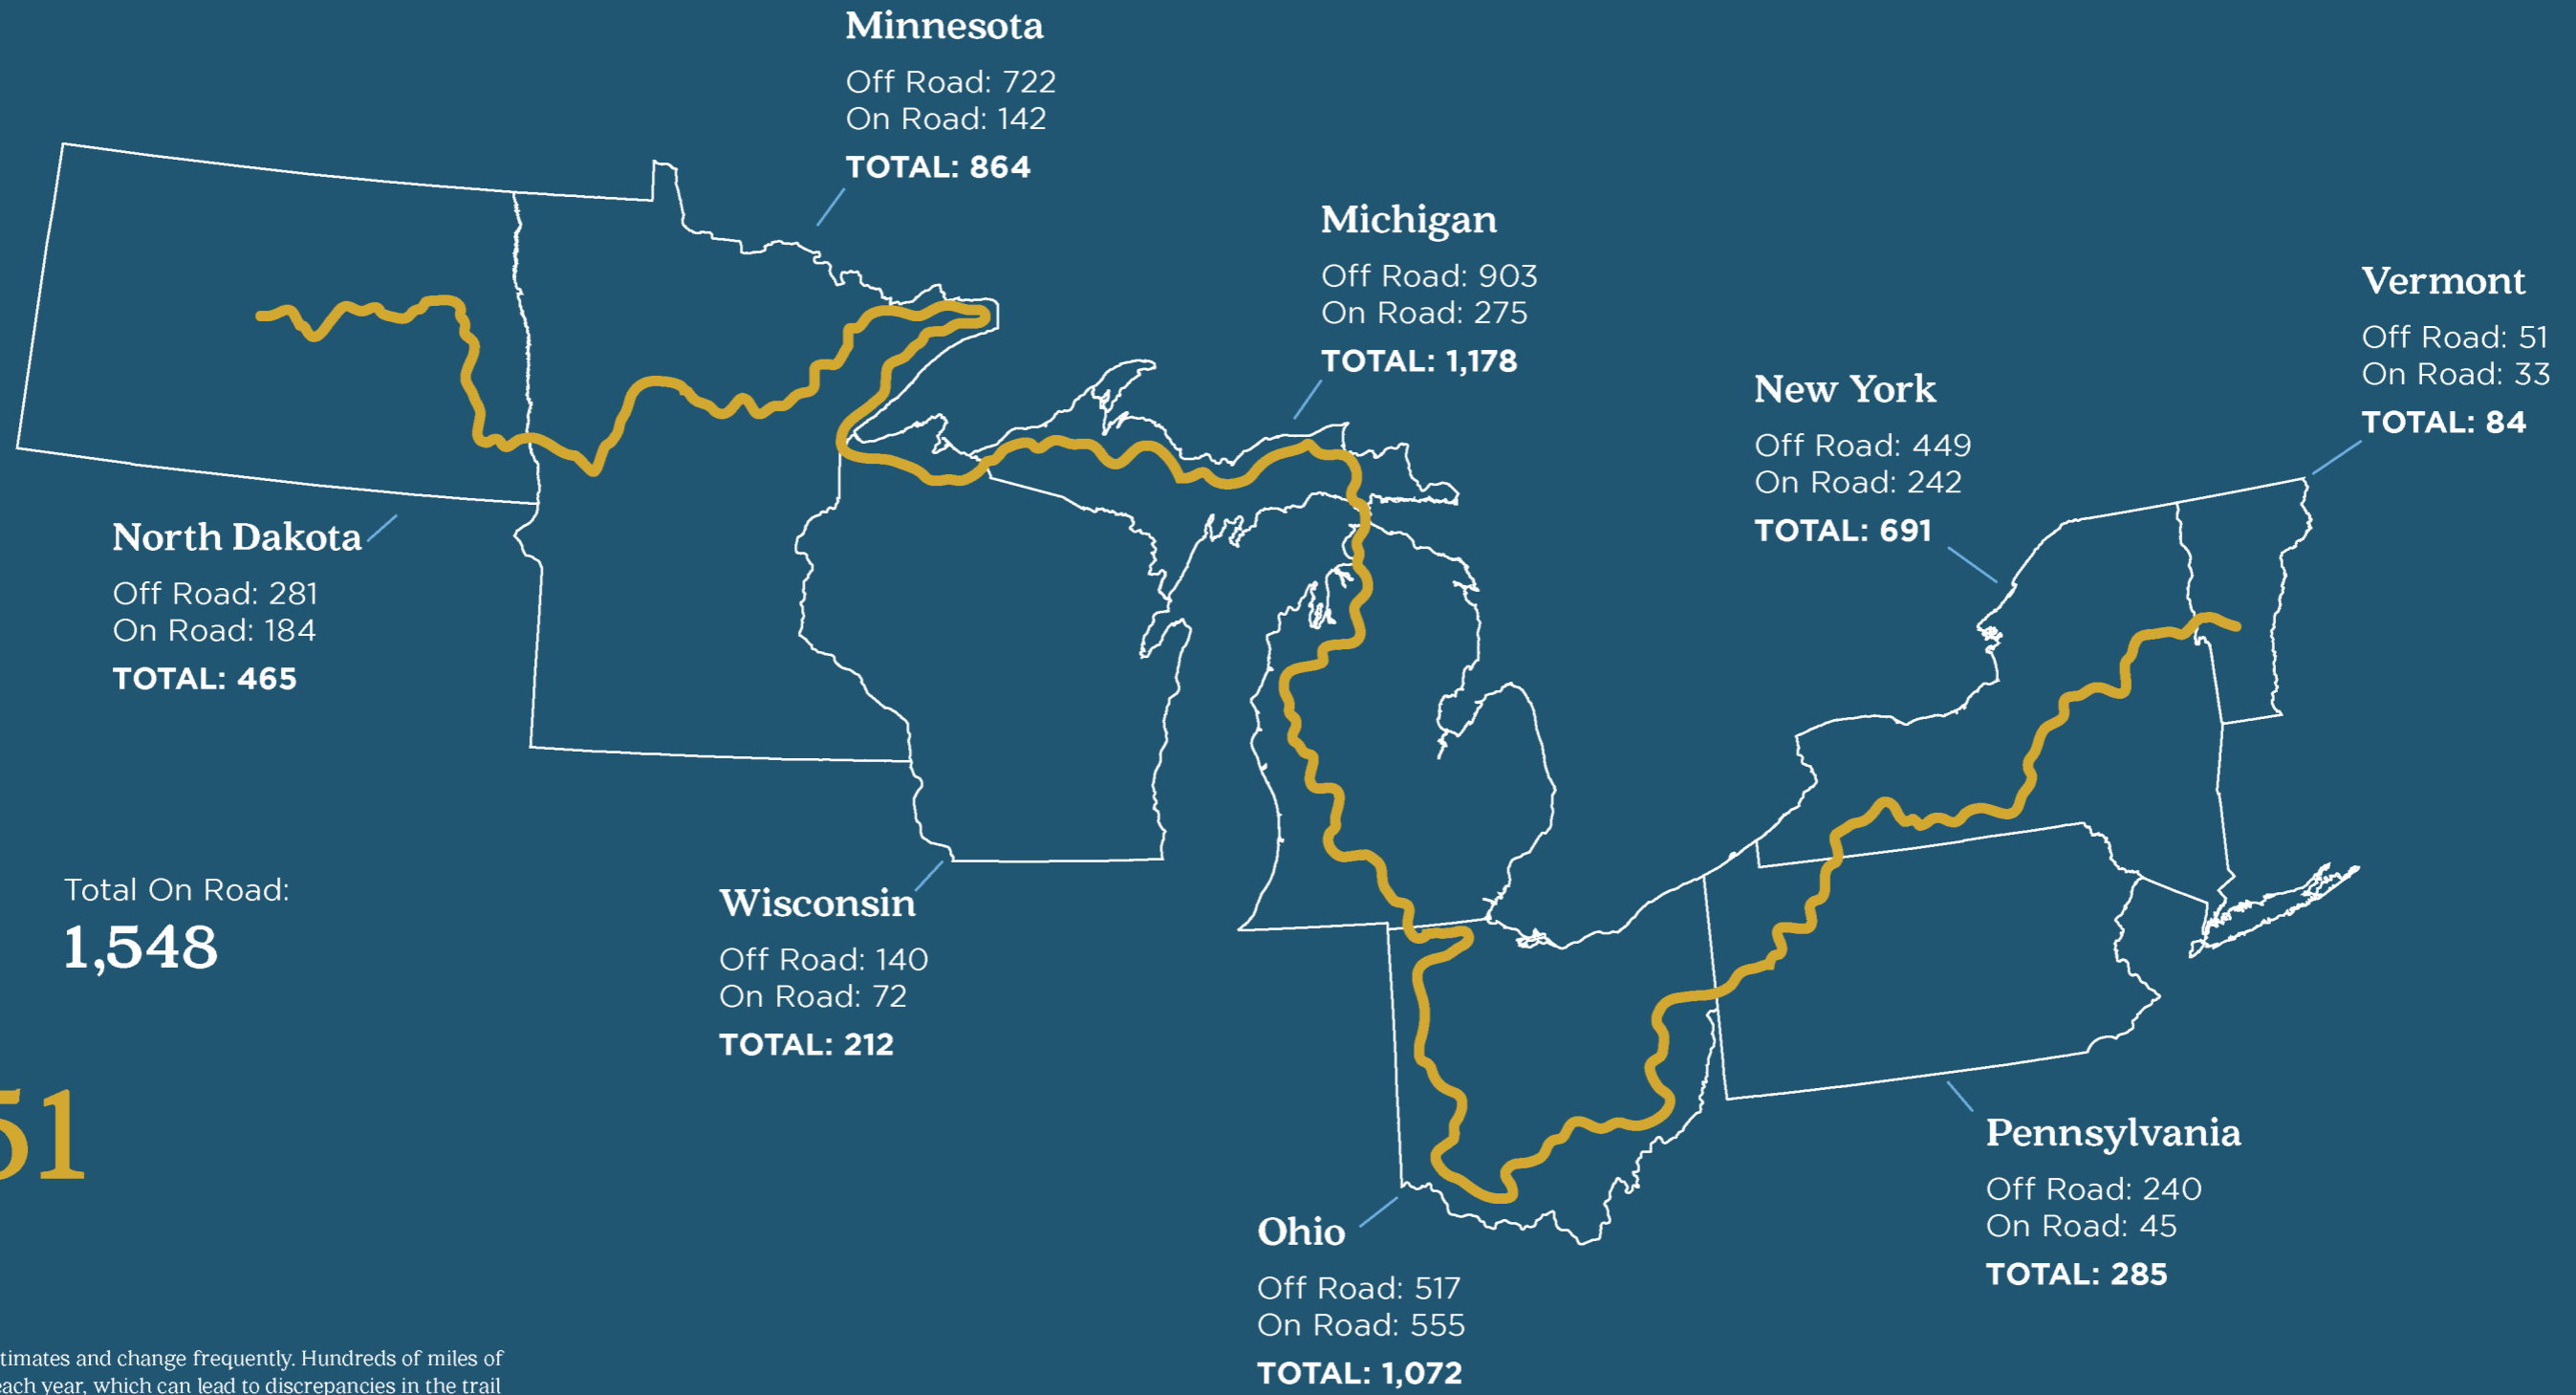 Minnesota
Off Road: 722
On Road: 142
TOTAL: 864
Michigan
Off Road: 903
On Road: 275
TOTAL: 1,178
Vermont
Off Road: 51
On Road: 33
TOTAL: 84
New York
Off Road: 449
On Road: 242
TOTAL: 691
North Dakota
Off Road: 281
On Road: 184
TOTAL: 465
Total On Road:
1,548
Wisconsin
Off Road: 140
On Road: 72
TOTAL: 212
51
Pennsylvania
Off Road: 240
On Road: 45
TOTAL: 285
Ohio
Off Road: 517
On Road: 555
TOTAL: 1,072
timates and change frequently. Hundreds of miles of
each year, which can lead to discrepancies in the trail